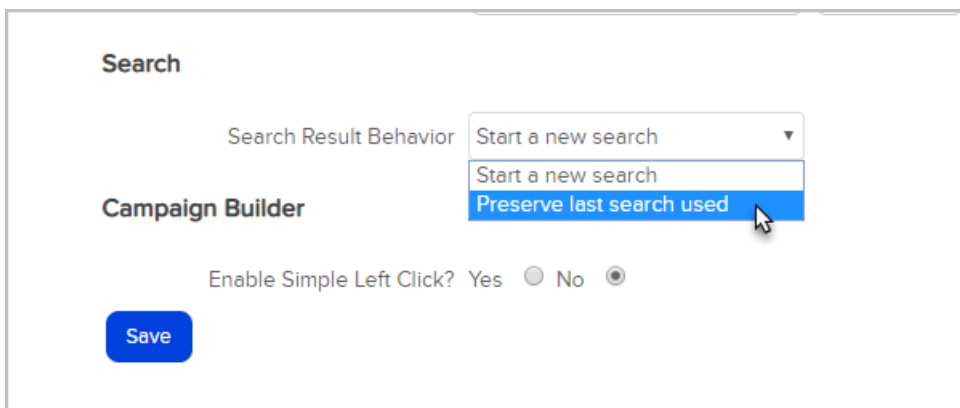 Search
Search Result Behavior Start a new search
Start a new search
Preserve last search used
Campaign Builder
Enable Simple Left Click? Yes No
Save